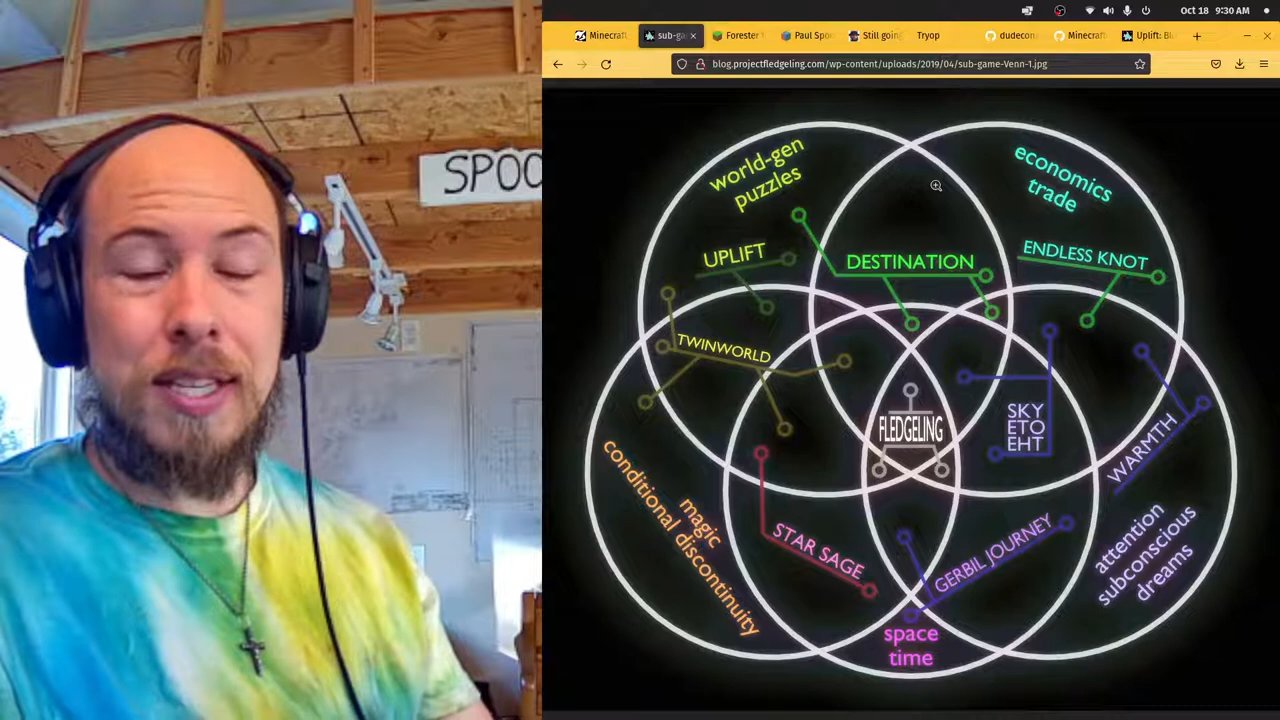 Oct 18 9:30 AM
Minecraft
sub-ga
Forester
Paul Spo
Still going
Tryop
dudecon
Minecraft
Uplift: Bl
blog.projectfledgeling.com/wp-content/uploads/2019/04/sub-game-Venn-1.jpg
SPOO
world-gen
puzzles
economics
trade
UPLIFT
DESTINATION
ENDLESS KNOT
TWINWORLD
FLEDGELING
SKY
ETO
EHT
WARMTH
conditional discontinuity
magic
STAR SAGE
GERBIL JOURNEY
attention
subconscious
dreams
space
time